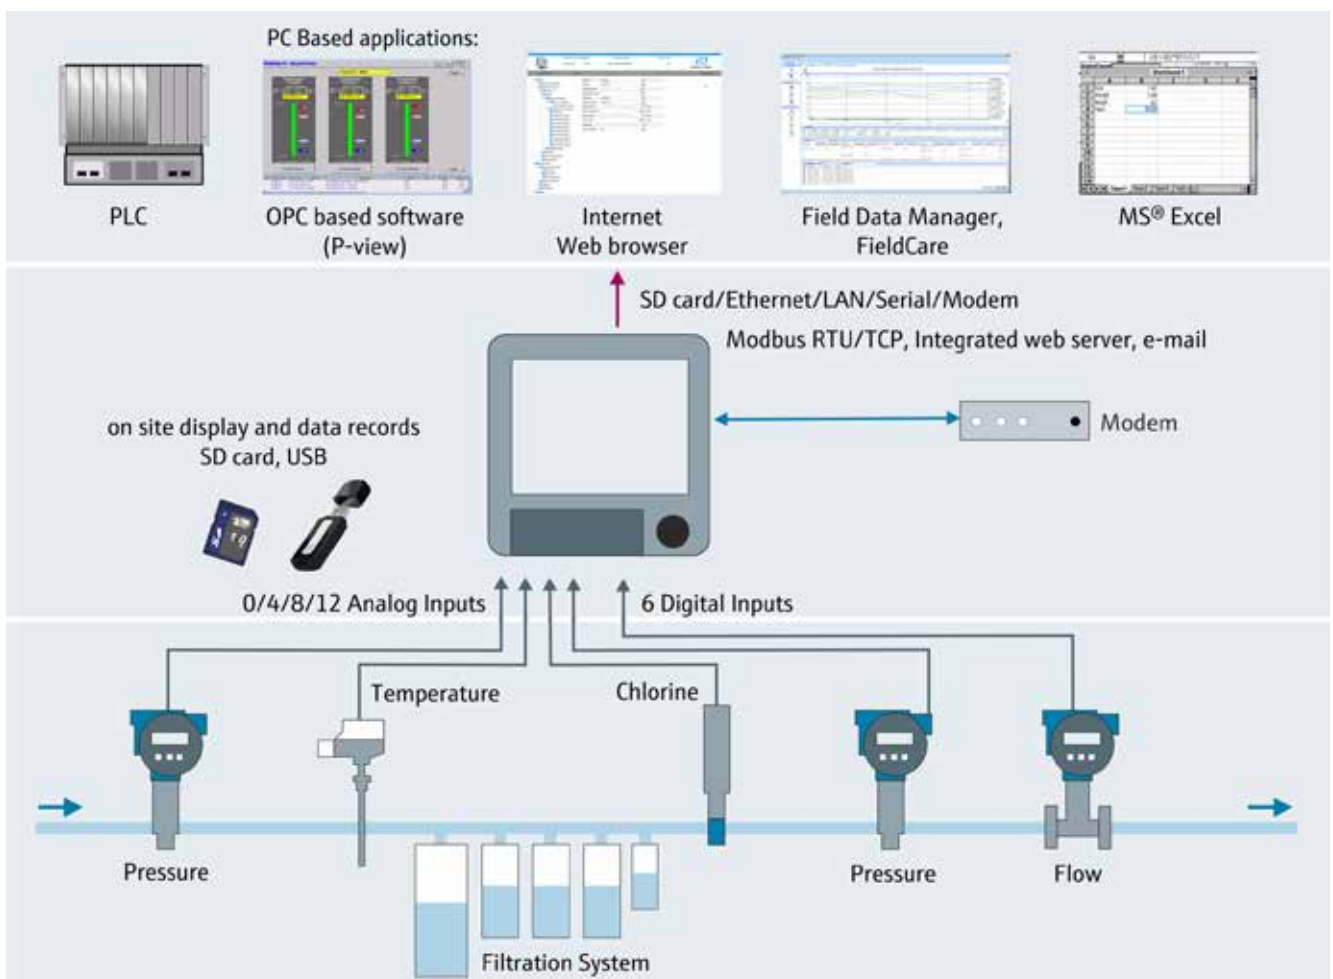 PC Based applications:
PLC
OPC based software
(P-view)
Internet
Web browser
Field Data Manager,
FieldCare
MS® Excel
SD card/Ethernet/LAN/Serial/Modem
Modbus RTU/TCP, Integrated web server, e-mail
on site display and data records
SD card, USB
Modem
0/4/8/12 Analog Inputs
6 Digital Inputs
Temperature
Chlorine
Pressure
Pressure
Flow
Filtration System